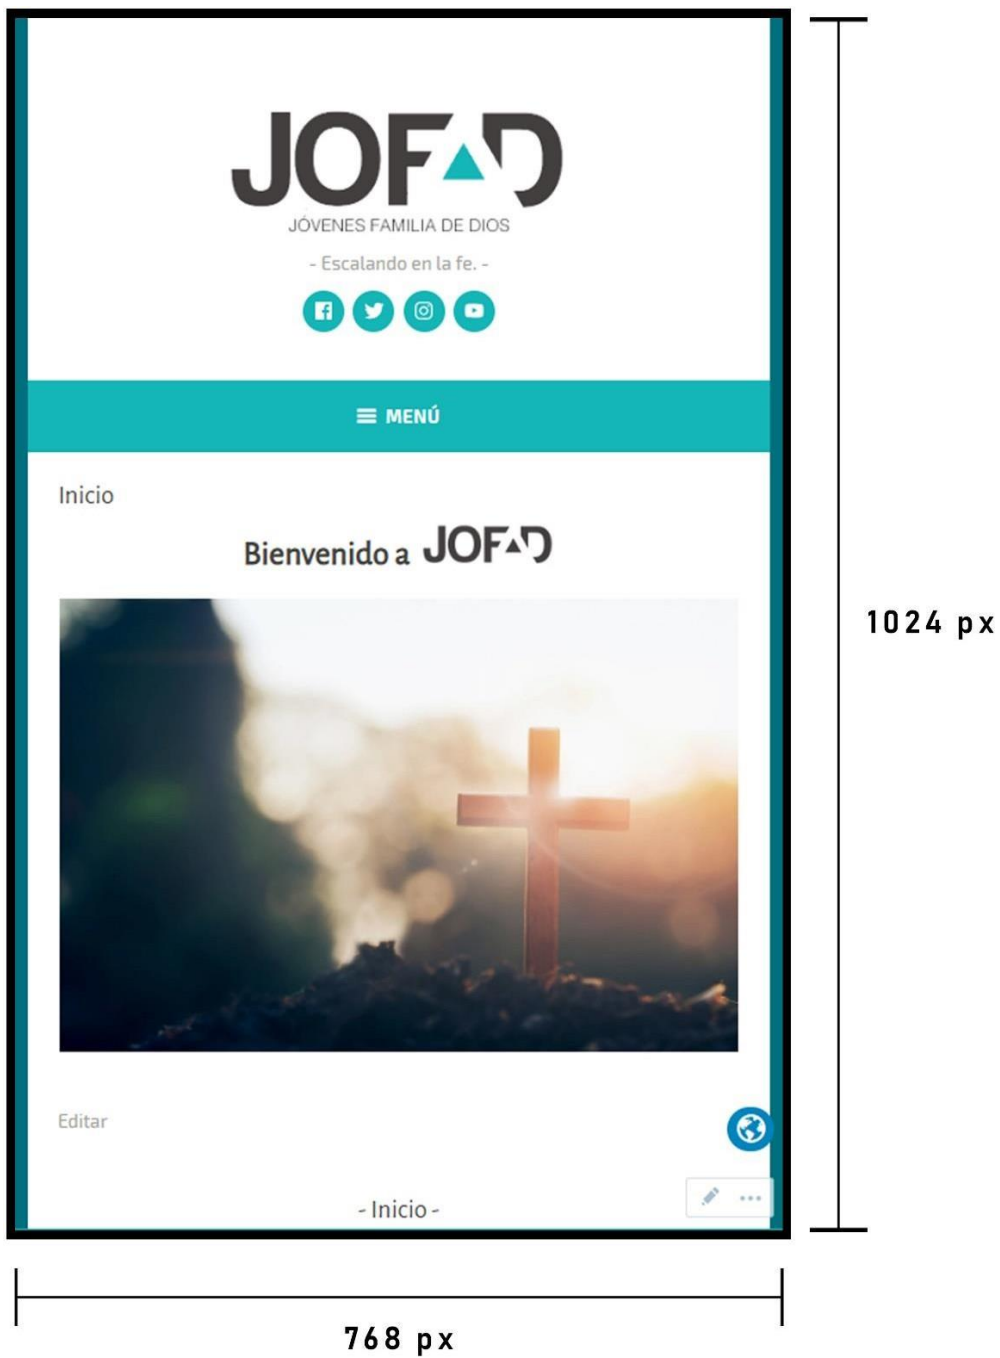 JOFAD
JÓVENES FAMILIA DE DIOS
- Escalando en la fe. -
MENÚ
Inicio
Bienvenido a JOFAD
1024 px
Editar
- Inicio -
768 px